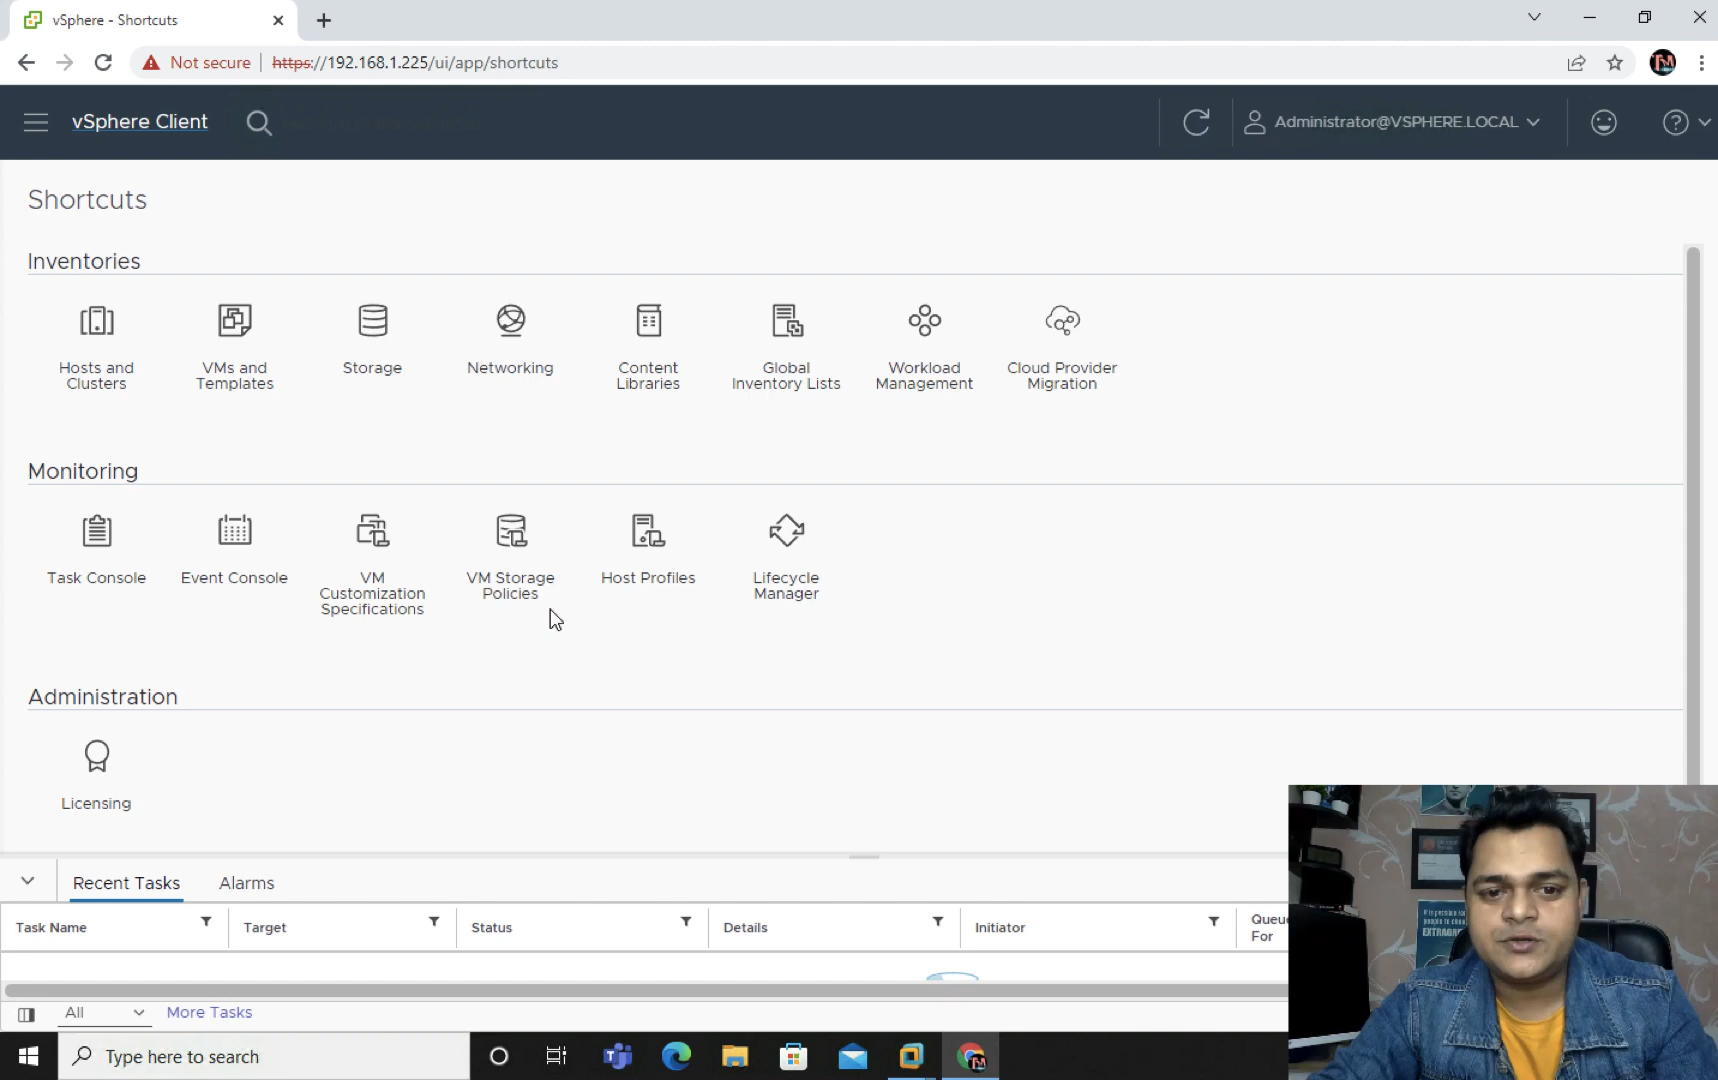 vSphere - Shortcuts
Not secure
https://192.168.1.225/ui/app/shortcuts
vSphere Client
Administrator@VSPHERE.LOCAL
Shortcuts
Inventories
Hosts and
Clusters
VMs and
Templates
Storage
Networking
Content
Libraries
Global
Inventory Lists
Workload
Management
Cloud Provider
Migration
Monitoring
Task Console
Event Console
VM
Customization
Specifications
VM Storage
Policies
Host Profiles
Lifecycle
Manager
Administration
Licensing
Recent Tasks
Alarms
Task Name
Target
Status
Details
Initiator
For
All
More Tasks
Type here to search